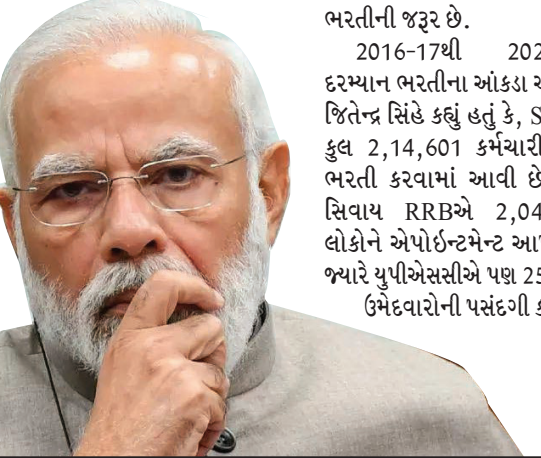 ભરતીની જરૂર છે.
2016-17થી 202
દરમ્યાન ભરતીના આંકડા
જિતેન્દ્ર સિંહે કહ્યું હતું કે, S
કુલ 2,14,601 કર્મચારી
ભરતી કરવામાં આવી છે
સિવાય RRBએ 2,04
લોકોને એપોઇન્ટમેન્ટ આ
જ્યારે યુપીએસસીએ પણ 25
ઉમેદવારોની પસંદગી ક